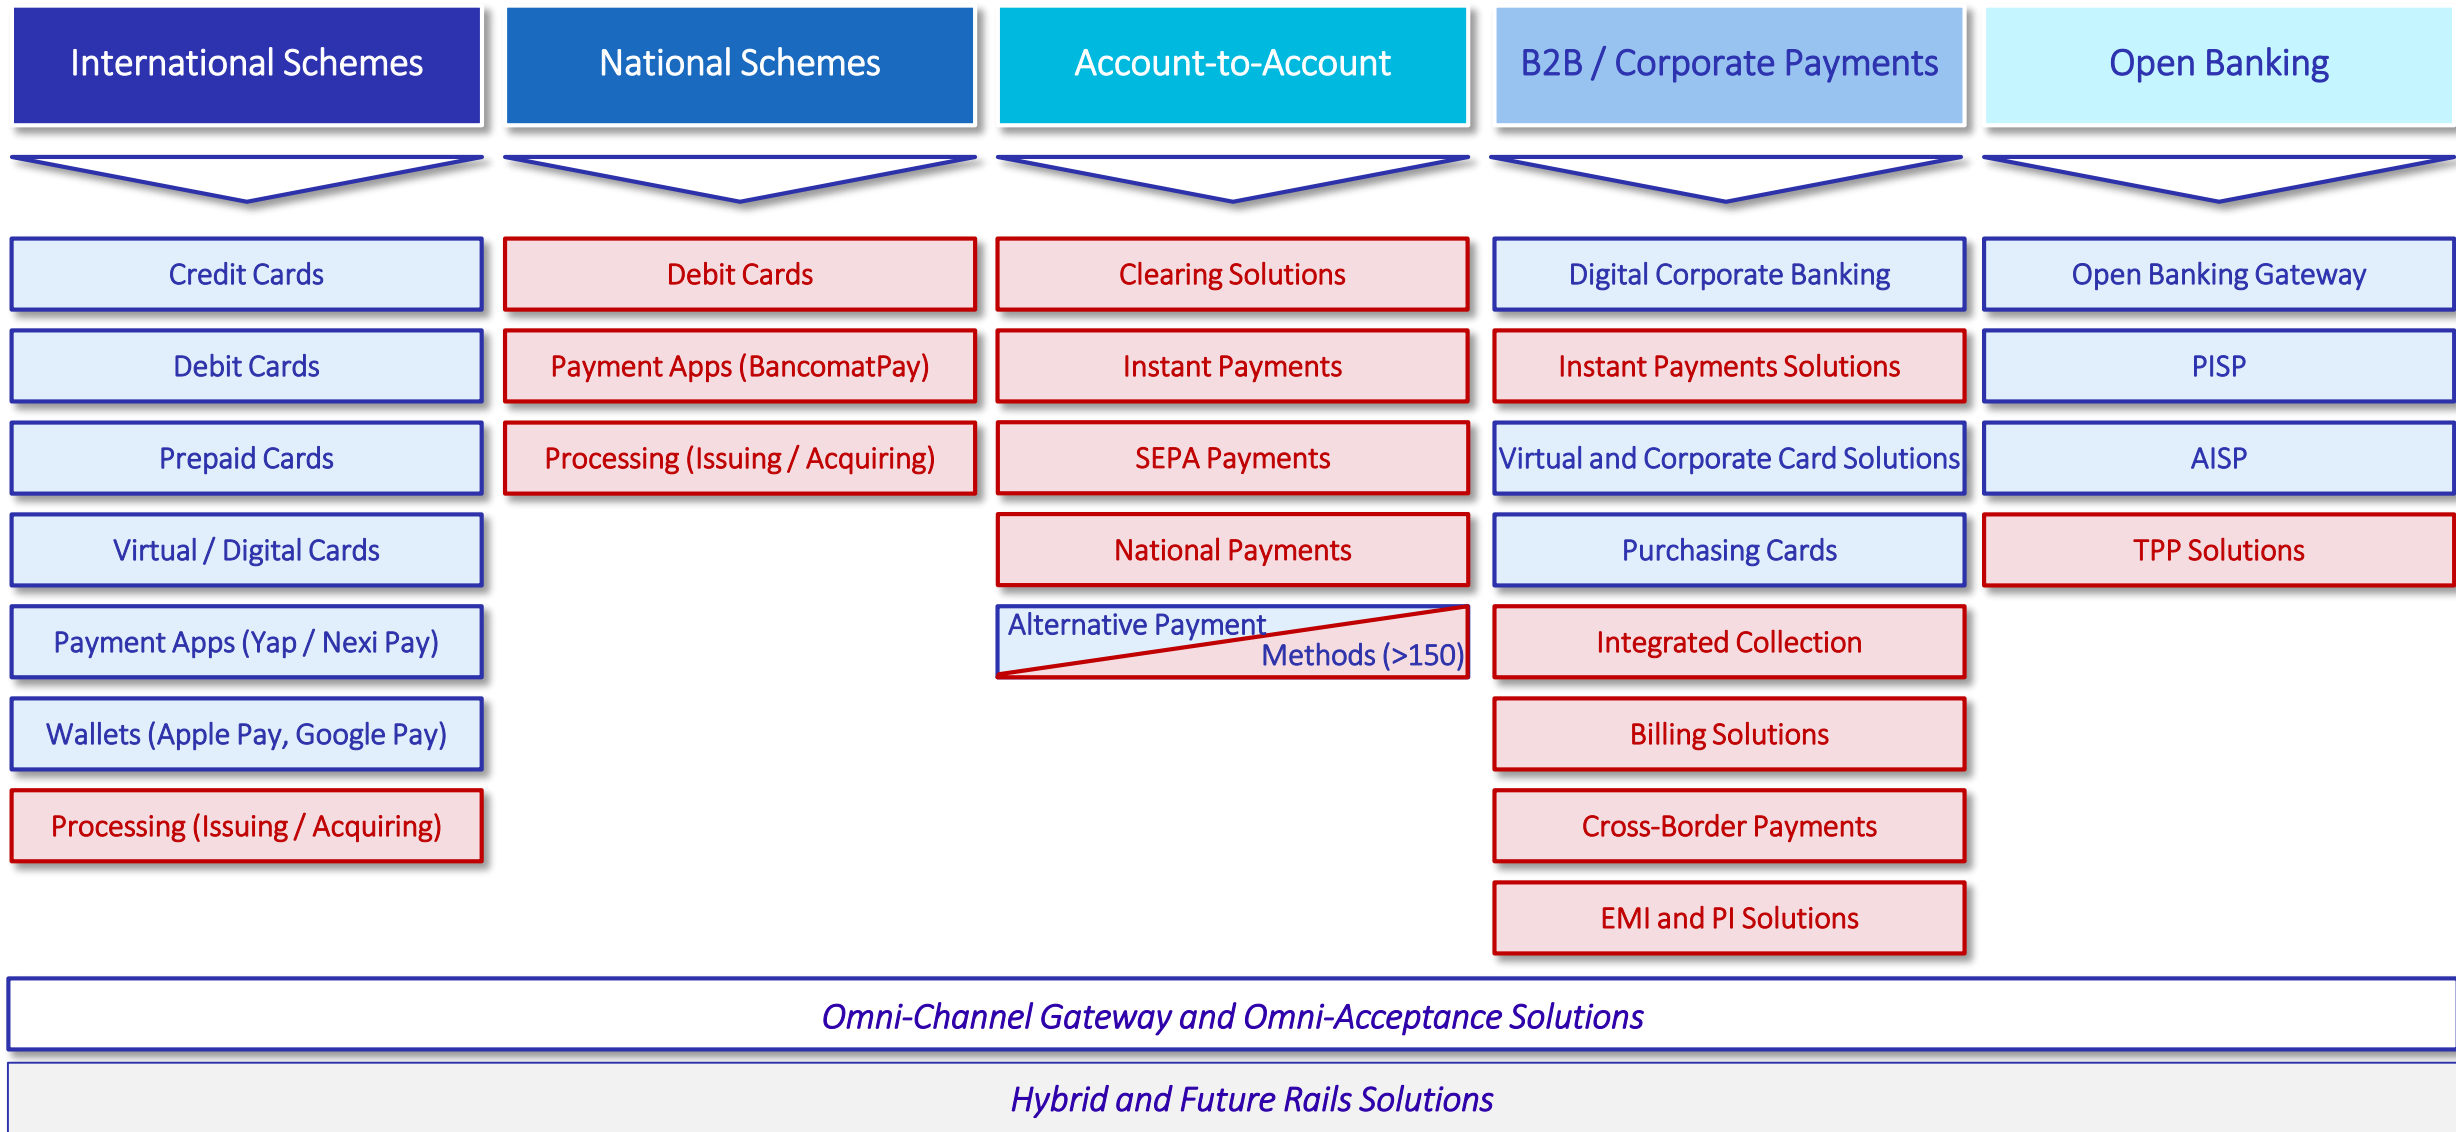 International Schemes
National Schemes
Account-to-Account
B2B / Corporate Payments
Open Banking
Credit Cards
Debit Cards
Prepaid Cards
Virtual / Digital Cards
Payment Apps (Yap / Nexi Pay)
Wallets (Apple Pay, Google Pay)
Processing (Issuing / Acquiring)
Debit Cards
Payment Apps (BancomatPay)
Processing (Issuing / Acquiring)
Clearing Solutions
Instant Payments
SEPA Payments
National Payments
Alternative Payment
Methods (>150)
Digital Corporate Banking
Instant Payments Solutions
Virtual and Corporate Card Solutions
Purchasing Cards
Integrated Collection
Billing Solutions
Cross-Border Payments
EMI and PI Solutions
Open Banking Gateway
PISP
AISP
TPP Solutions
Omni-Channel Gateway and Omni-Acceptance Solutions
Hybrid and Future Rails Solutions